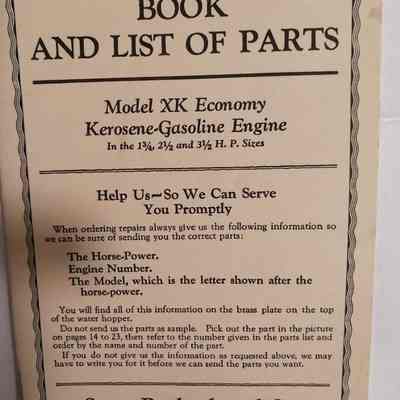 BOOK
AND LIST OF PARTS
Model XK Economy
Kerosene-Gasoline Engine
In the 1¾, 2½ and 3½ H. P. Sizes
Help Us—So We Can Serve
You Promptly
When ordering repairs always give us the following information so
we can be sure of sending you the correct parts:
The Horse-Power.
Engine Number.
The Model, which is the letter shown after the
horse-power.
You will find all of this information on the brass plate on the top
of the water hopper.
Do not send us the parts as sample. Pick out the part in the picture
on pages 14 to 23, then refer to the number given in the parts list and
order by the name and number of the part.
If you do not give us the information as requested above, we may
have to write you for it before we can send the parts you want.